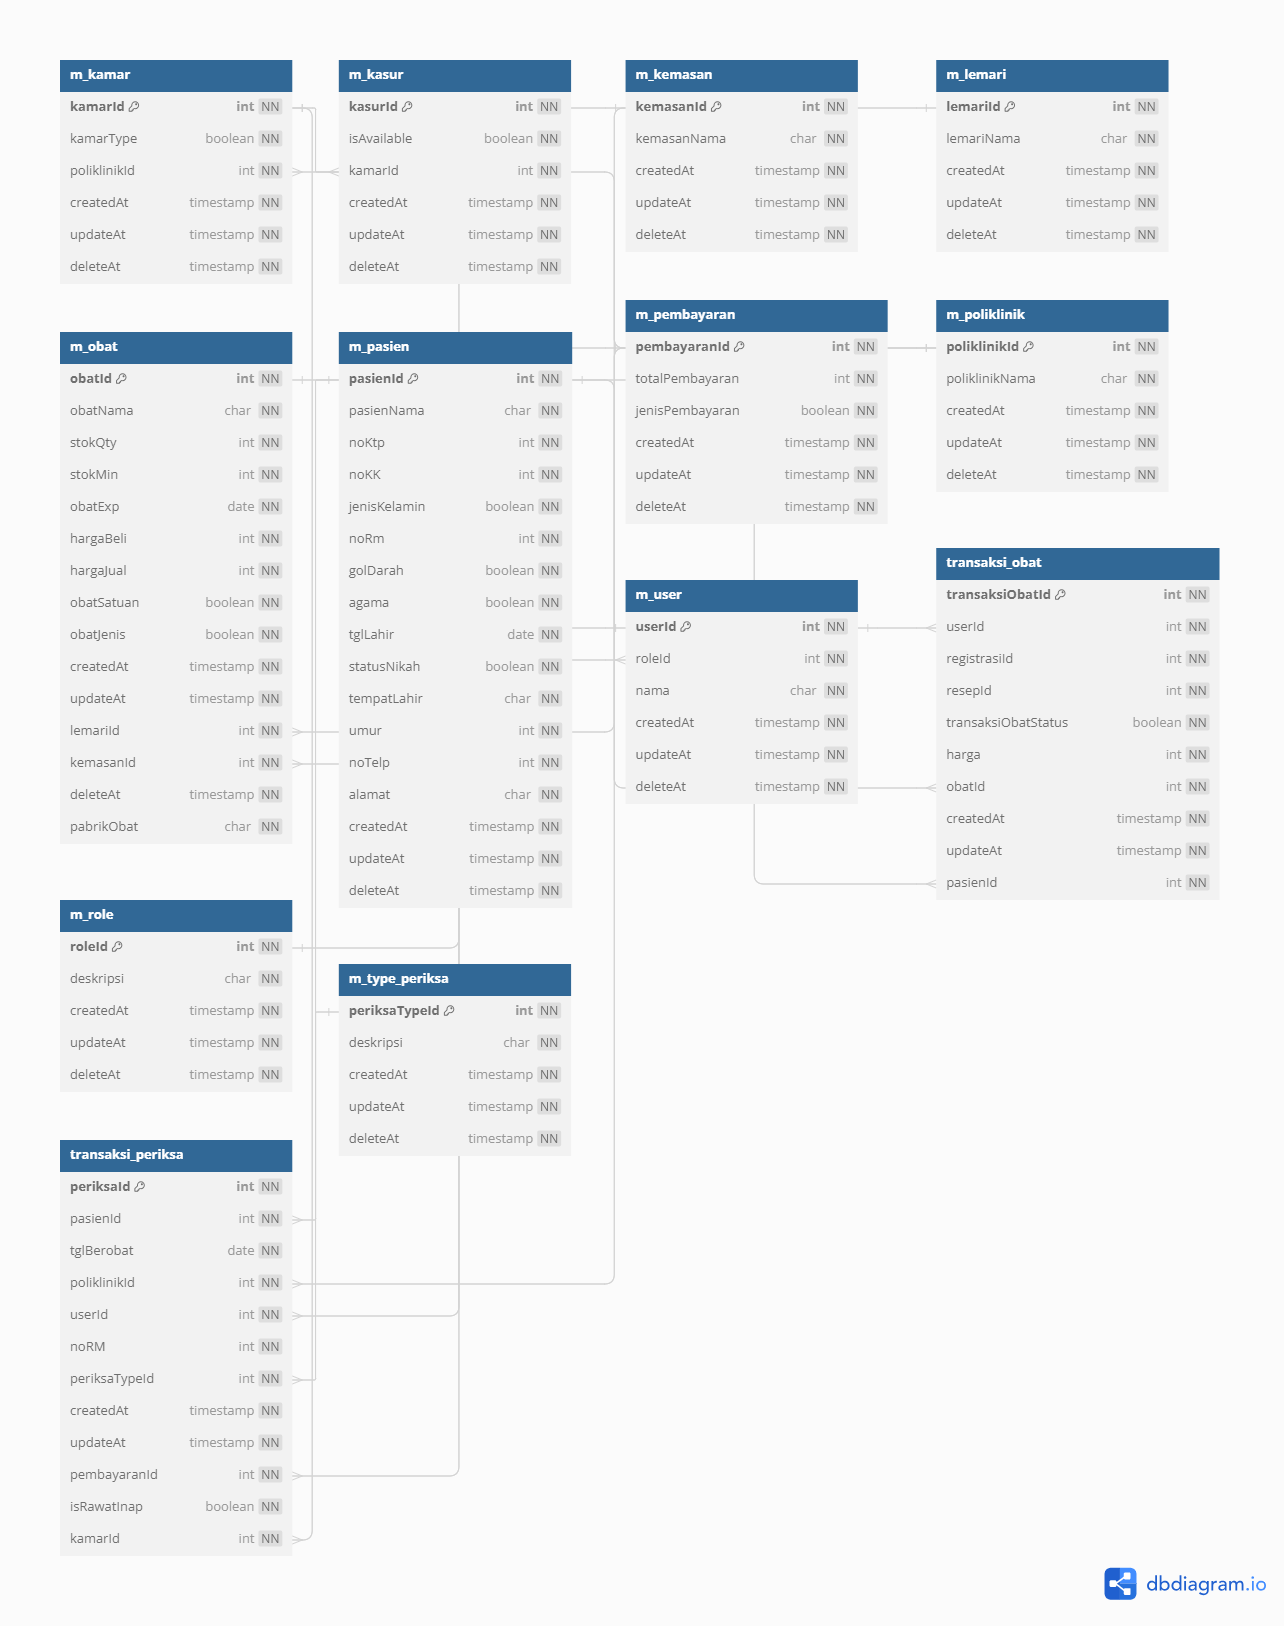 m_kamar
kamarId int NN
kamarType boolean NN
poliklinikId int NN
createdAt timestamp NN
updateAt timestamp NN
deleteAt timestamp NN
m_kasur
kasurId int NN
isAvailable boolean NN
kamarId int NN
createdAt timestamp NN
updateAt timestamp NN
deleteAt timestamp NN
m_kemasan
kemasanId int NN
kemasanNama char NN
createdAt timestamp NN
updateAt timestamp NN
deleteAt timestamp NN
m_lemari
lemariId int NN
lemariNama char NN
createdAt timestamp NN
updateAt timestamp NN
deleteAt timestamp NN
m_obat
obatId int NN
obatNama char NN
stokQty int NN
stokMin int NN
obatExp date NN
hargaBeli int NN
hargaJual int NN
obatSatuan boolean NN
obatJenis boolean NN
createdAt timestamp NN
updateAt timestamp NN
lemariId int NN
kemasanId int NN
deleteAt timestamp NN
pabrikObat char NN
m_pasien
pasienId int NN
pasienNama char NN
noKtp int NN
noKK int NN
jenisKelamin boolean NN
noRm int NN
golDarah boolean NN
agama boolean NN
tglLahir date NN
statusNikah boolean NN
tempatLahir char NN
umur int NN
noTelp int NN
alamat char NN
createdAt timestamp NN
updateAt timestamp NN
deleteAt timestamp NN
m_pembayaran
pembayaranId int NN
totalPembayaran int NN
jenisPembayaran boolean NN
createdAt timestamp NN
updateAt timestamp NN
deleteAt timestamp NN
m_poliklinik
poliklinikId int NN
poliklinikNama char NN
createdAt timestamp NN
updateAt timestamp NN
deleteAt timestamp NN
m_user
userId int NN
roleId int NN
nama char NN
createdAt timestamp NN
updateAt timestamp NN
deleteAt timestamp NN
transaksi_obat
transaksiObatId int NN
userId int NN
registrasiId int NN
resepId int NN
transaksiObatStatus boolean NN
harga int NN
obatId int NN
createdAt timestamp NN
updateAt timestamp NN
pasienId int NN
m_role
roleId int NN
deskripsi char NN
createdAt timestamp NN
updateAt timestamp NN
deleteAt timestamp NN
m_type_periksa
periksaTypeId int NN
deskripsi char NN
createdAt timestamp NN
updateAt timestamp NN
deleteAt timestamp NN
transaksi_periksa
periksaId int NN
pasienId int NN
tglBerobat date NN
poliklinikId int NN
userId int NN
noRM int NN
periksaTypeId int NN
createdAt timestamp NN
updateAt timestamp NN
pembayaranId int NN
isRawatInap boolean NN
kamarId int NN
dbdiagram.io